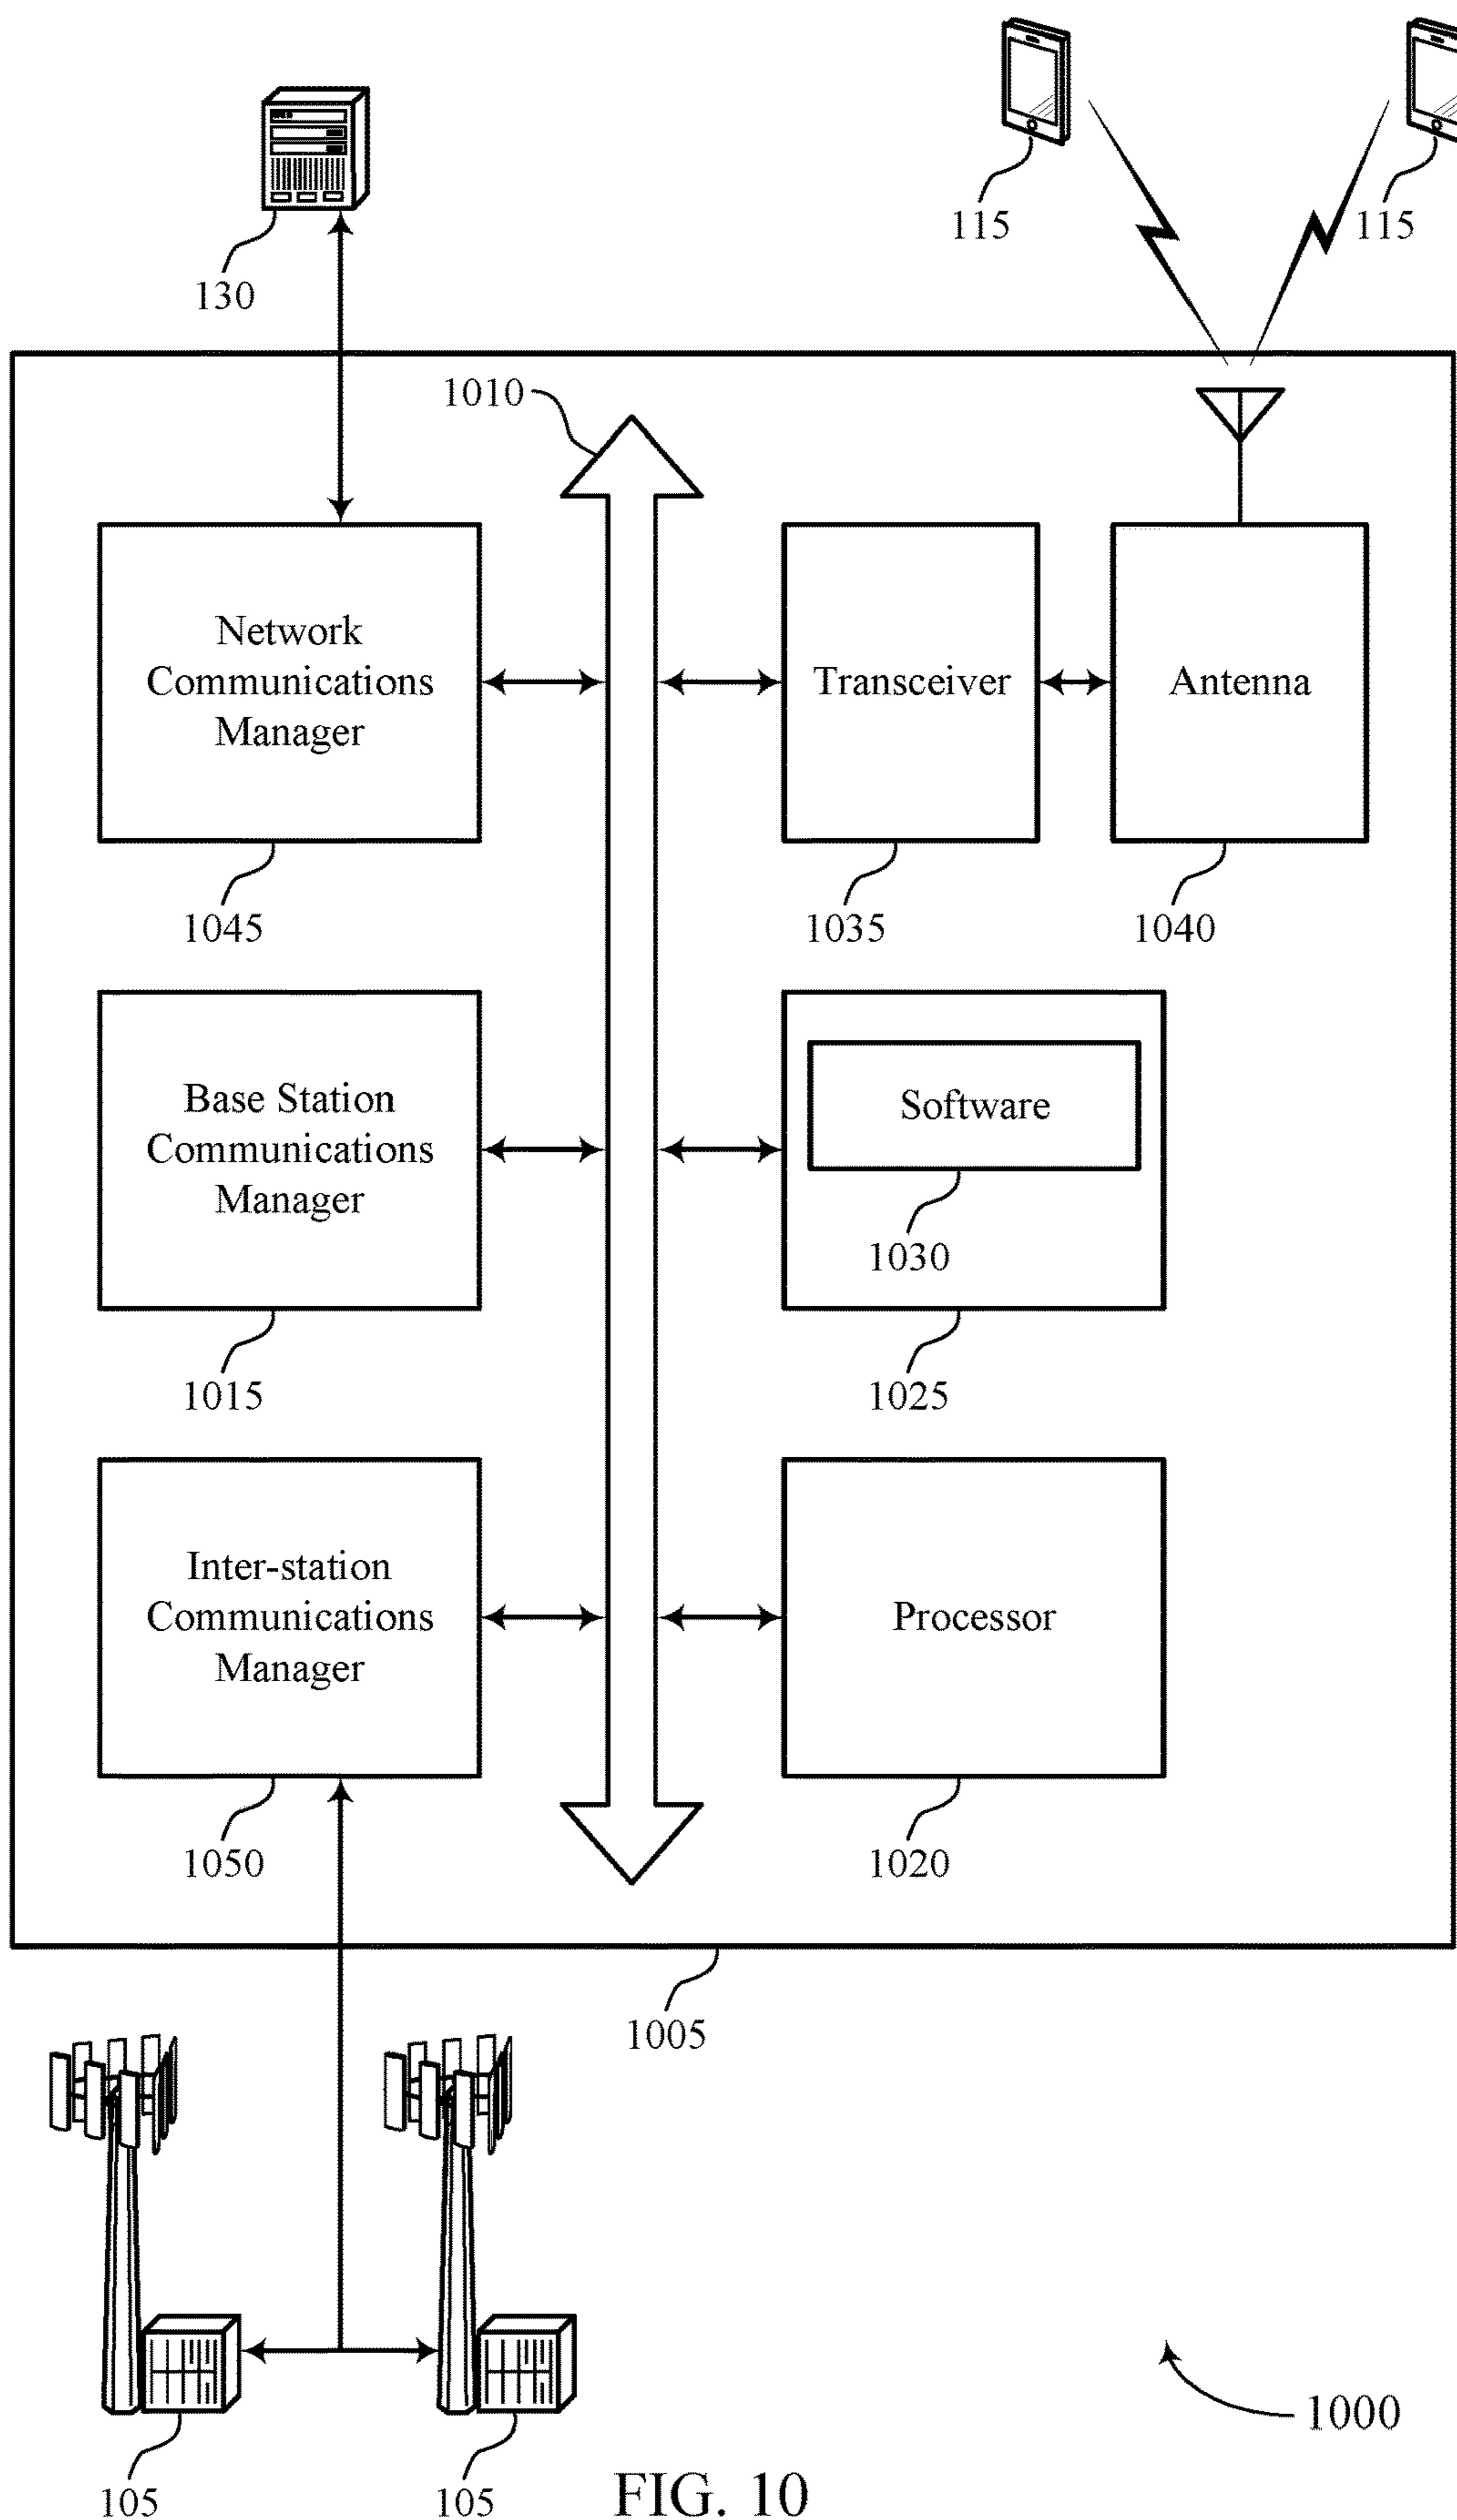 115
115
130
1010
Network
Communications
Manager
Transceiver
Antenna
1045
1035
1040
Base Station
Communications
Manager
Software
1030
1015
1025
Inter-station
Communications
Manager
Processor
1050
1020
1005
1000
105
105
FIG. 10